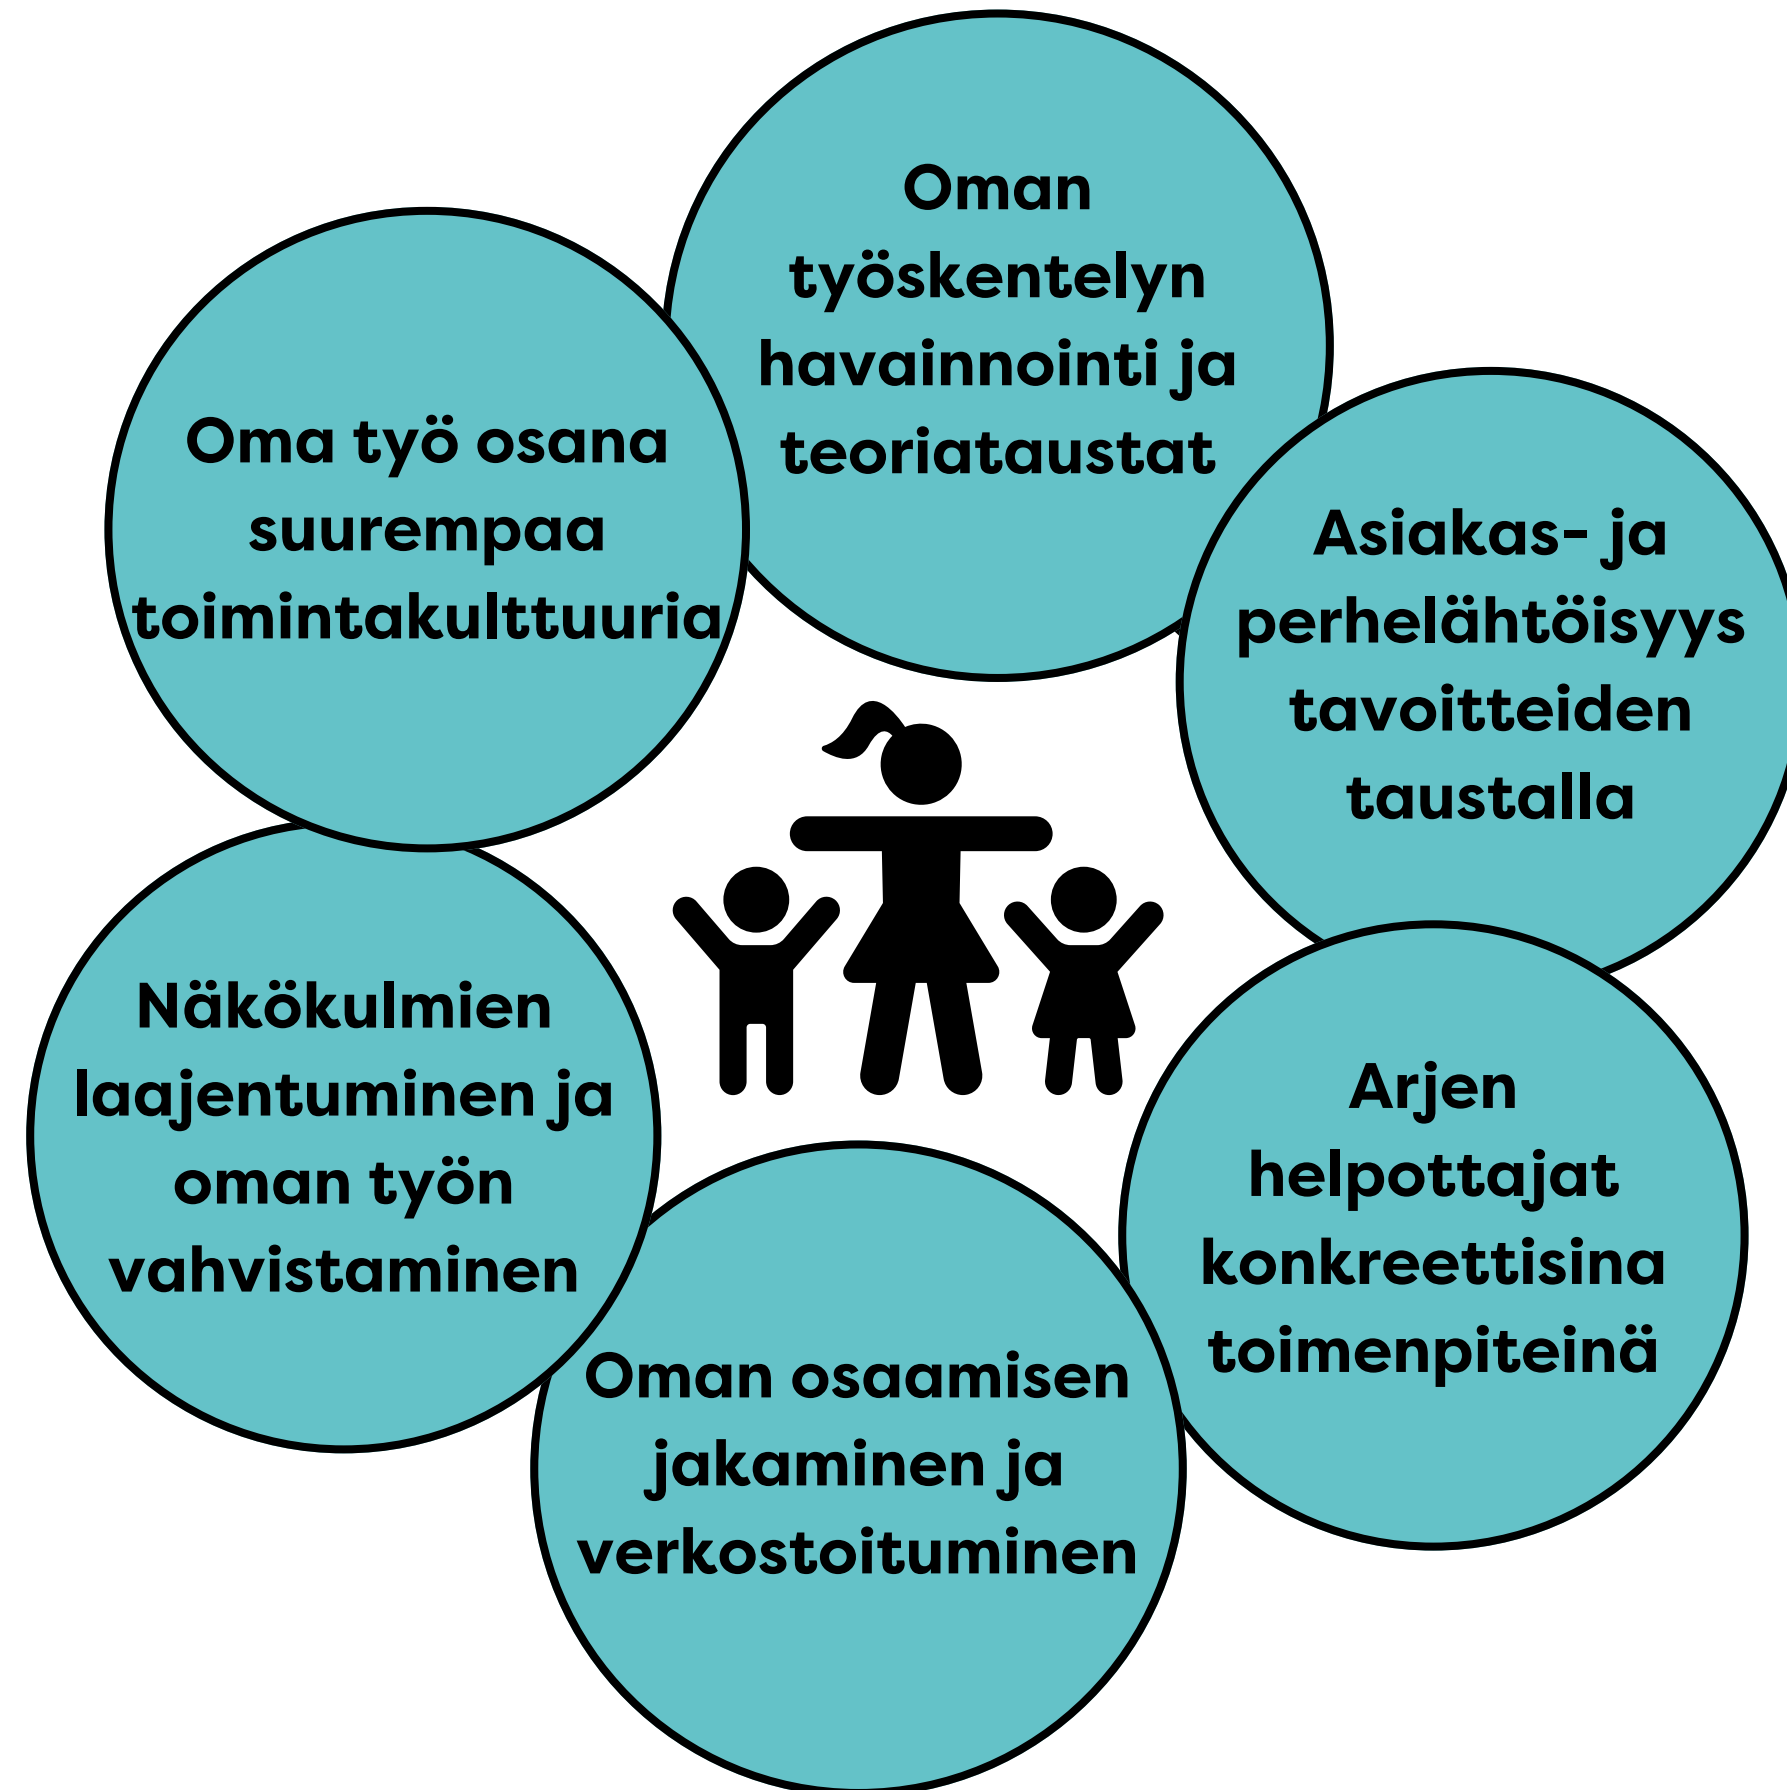 Oman
työskentelyn
havainnointi ja
teoriataustat
Asiakas- ja
perhelähtöisyys
tavoitteiden
taustalla
Arjen
helpottajat
konkreettisina
toimenpiteinä
Oman osaamisen
jakaminen ja
verkostoituminen
Näkökulmien
laajentuminen ja
oman työn
vahvistaminen
Oma työ osana
suurempaa
toimintakulttuuria